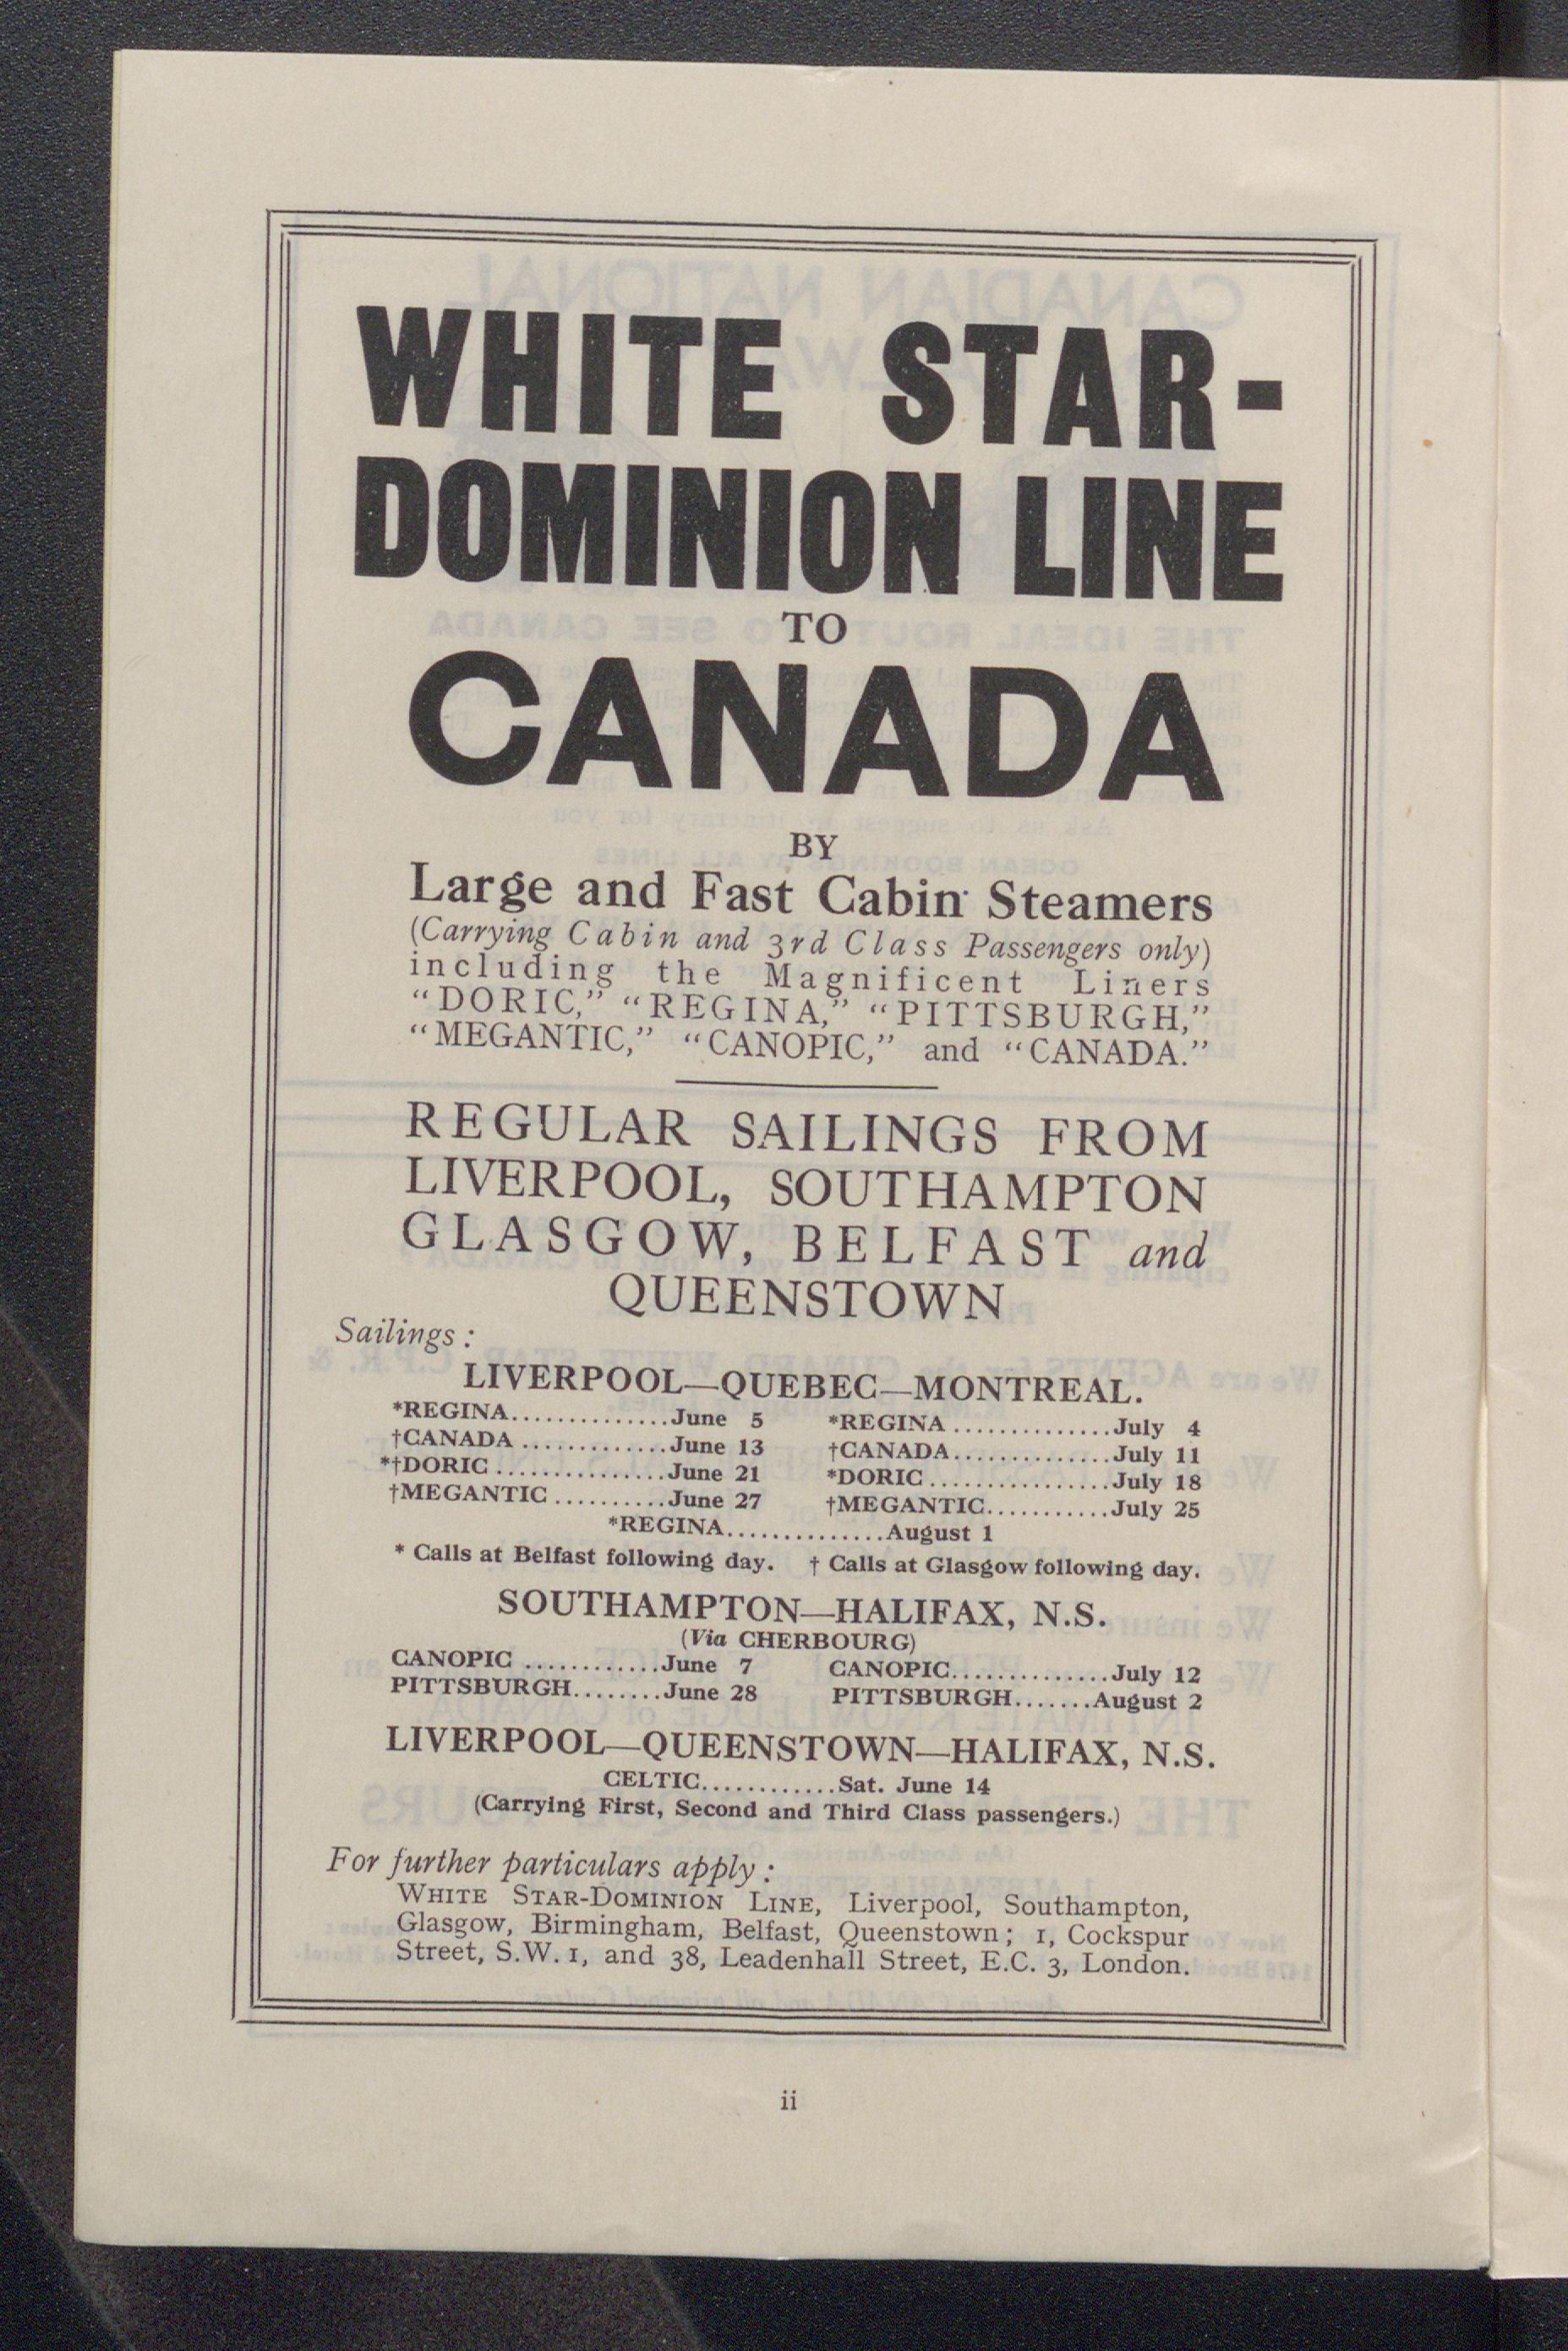 WHITE STAR-
DOMINION LINE
TO
CANADA
BY
Large and Fast Cabin Steamers
(Carrying Cabin and 3rd Class Passengers only)
including the Magnificent Liners
“DORIC,” “REGINA,” “PITTSBURGH,”
“MEGANTIC,” “CANOPIC,” and “CANADA.”
REGULAR SAILINGS FROM
LIVERPOOL, SOUTHAMPTON
GLASGOW, BELFAST and
QUEENSTOWN
Sailings :
LIVERPOOL—QUEBEC—MONTREAL.
*REGINA..............June 5 *REGINA ..............July 4
†CANADA .............June 13 †CANADA..............July 11
*†DORIC ...............June 21 *DORIC ................July 18
†MEGANTIC ..........June 27 †MEGANTIC...........July 25
*REGINA..............August 1
* Calls at Belfast following day. † Calls at Glasgow following day.
SOUTHAMPTON—HALIFAX, N.S.
(Via CHERBOURG)
CANOPIC ............June 7 CANOPIC..............July 12
PITTSBURGH........June 28 PITTSBURGH.......August 2
LIVERPOOL—QUEENSTOWN—HALIFAX, N.S.
CELTIC............Sat. June 14
(Carrying First, Second and Third Class passengers.)
For further particulars apply :
WHITE STAR-DOMINION LINE, Liverpool, Southampton,
Glasgow, Birmingham, Belfast, Queenstown ; 1, Cockspur
Street, S.W. 1, and 38, Leadenhall Street, E.C. 3, London.
ii